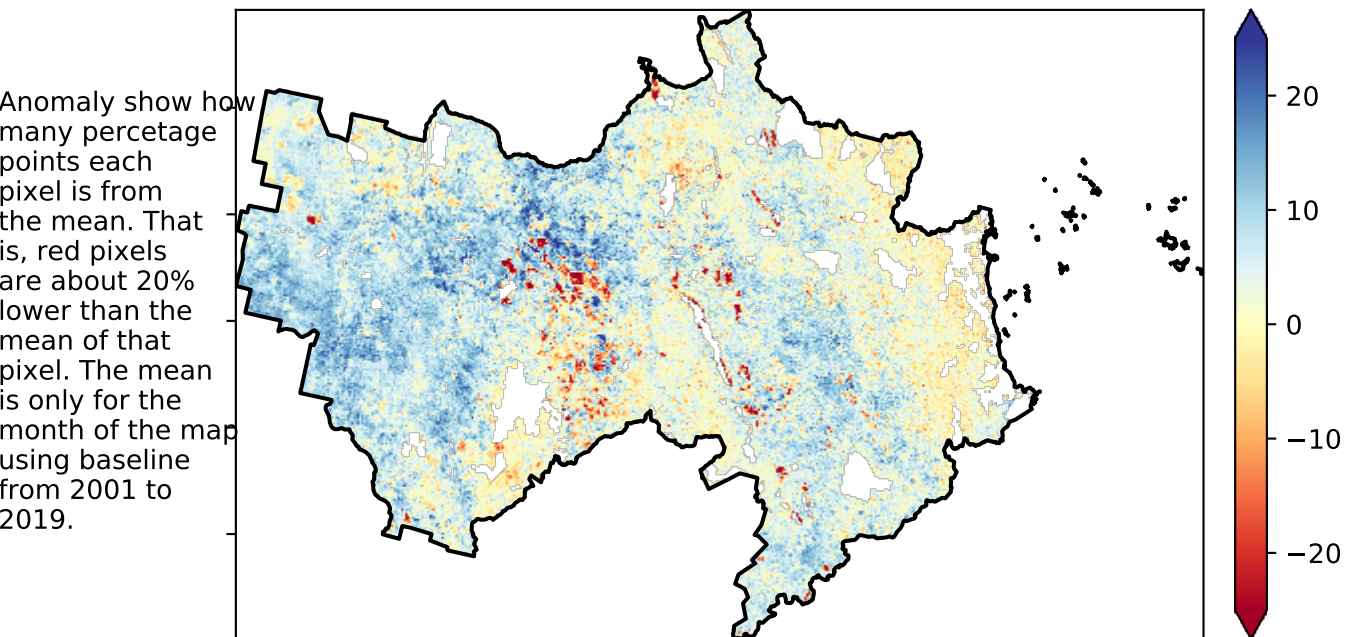 Anomaly show how
many percetage
points each
pixel is from
the mean. That
is, red pixels
are about 20%
lower than the
mean of that
pixel. The mean
is only for the
month of the map
using baseline
from 2001 to
2019.
20
10
0
−10
−20